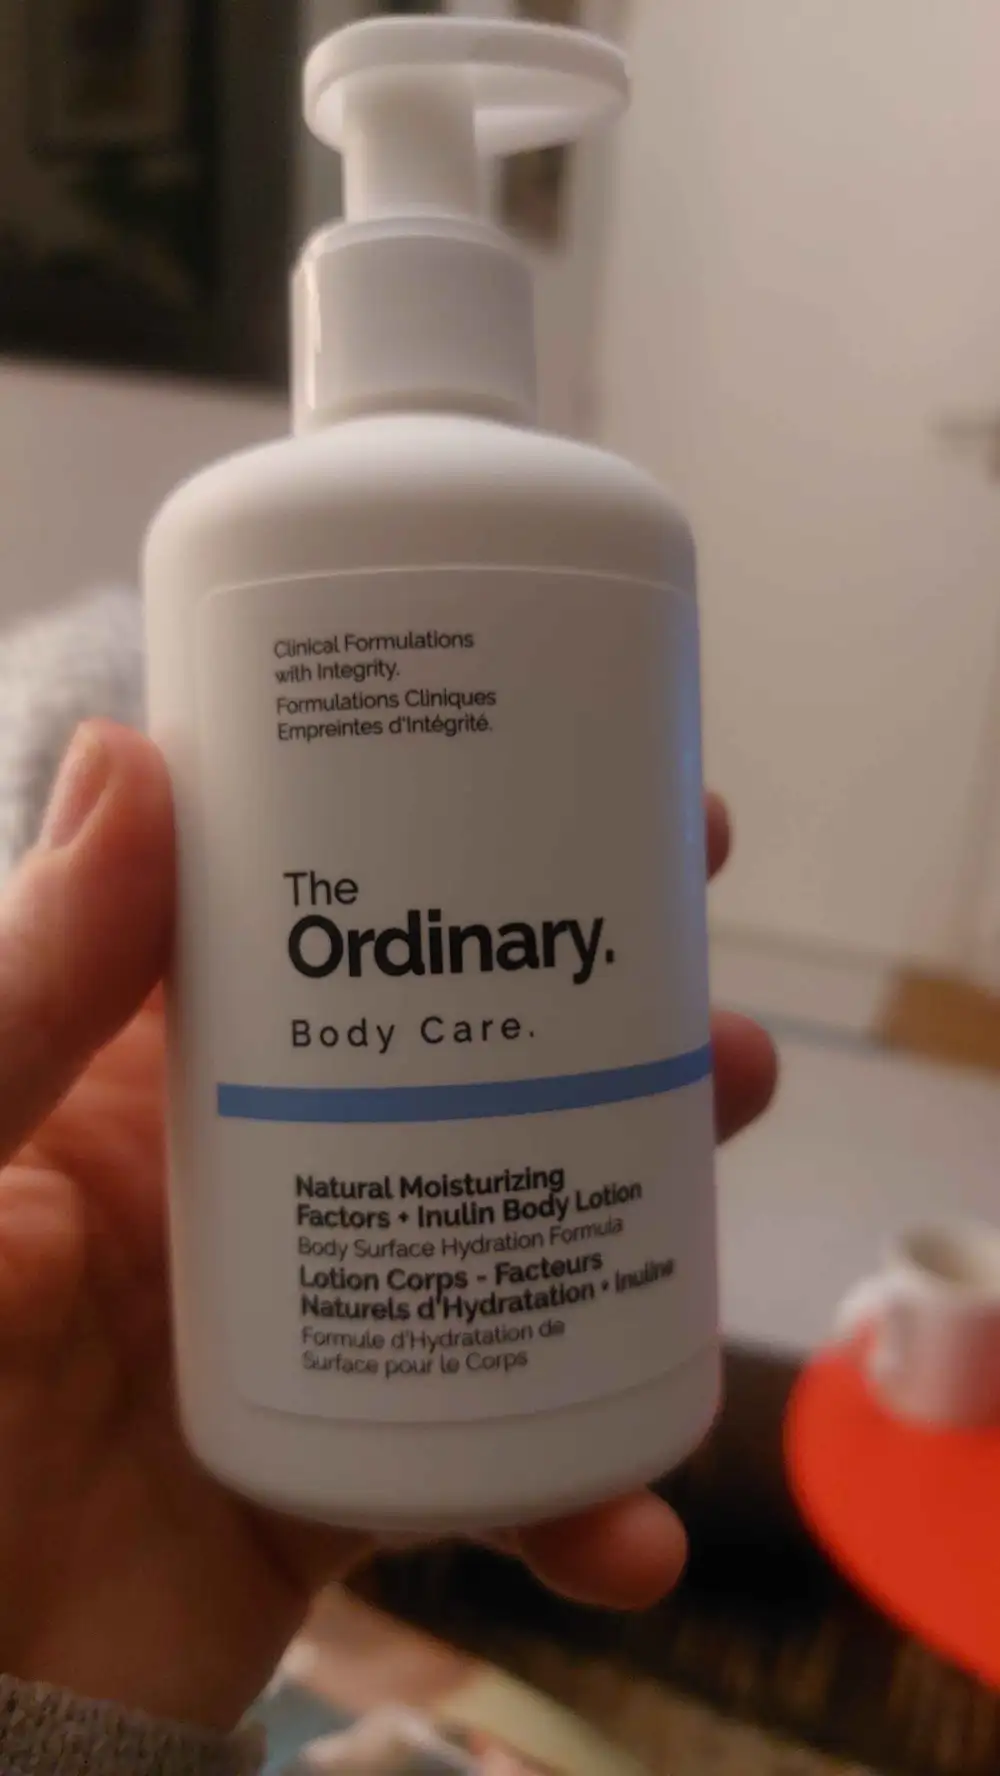 Clinical Formulations
with Integrity.
Formulations Cliniques
Empreintes d'Intégrité.
The
Ordinary.
Body Care.
Natural Moisturizing
Factors + Inulin Body Lotion
Body Surface Hydration Formula
Lotion Corps - Facteurs
Naturels d'Hydratation + Inuline
Formule d'Hydratation de
Surface pour le Corps